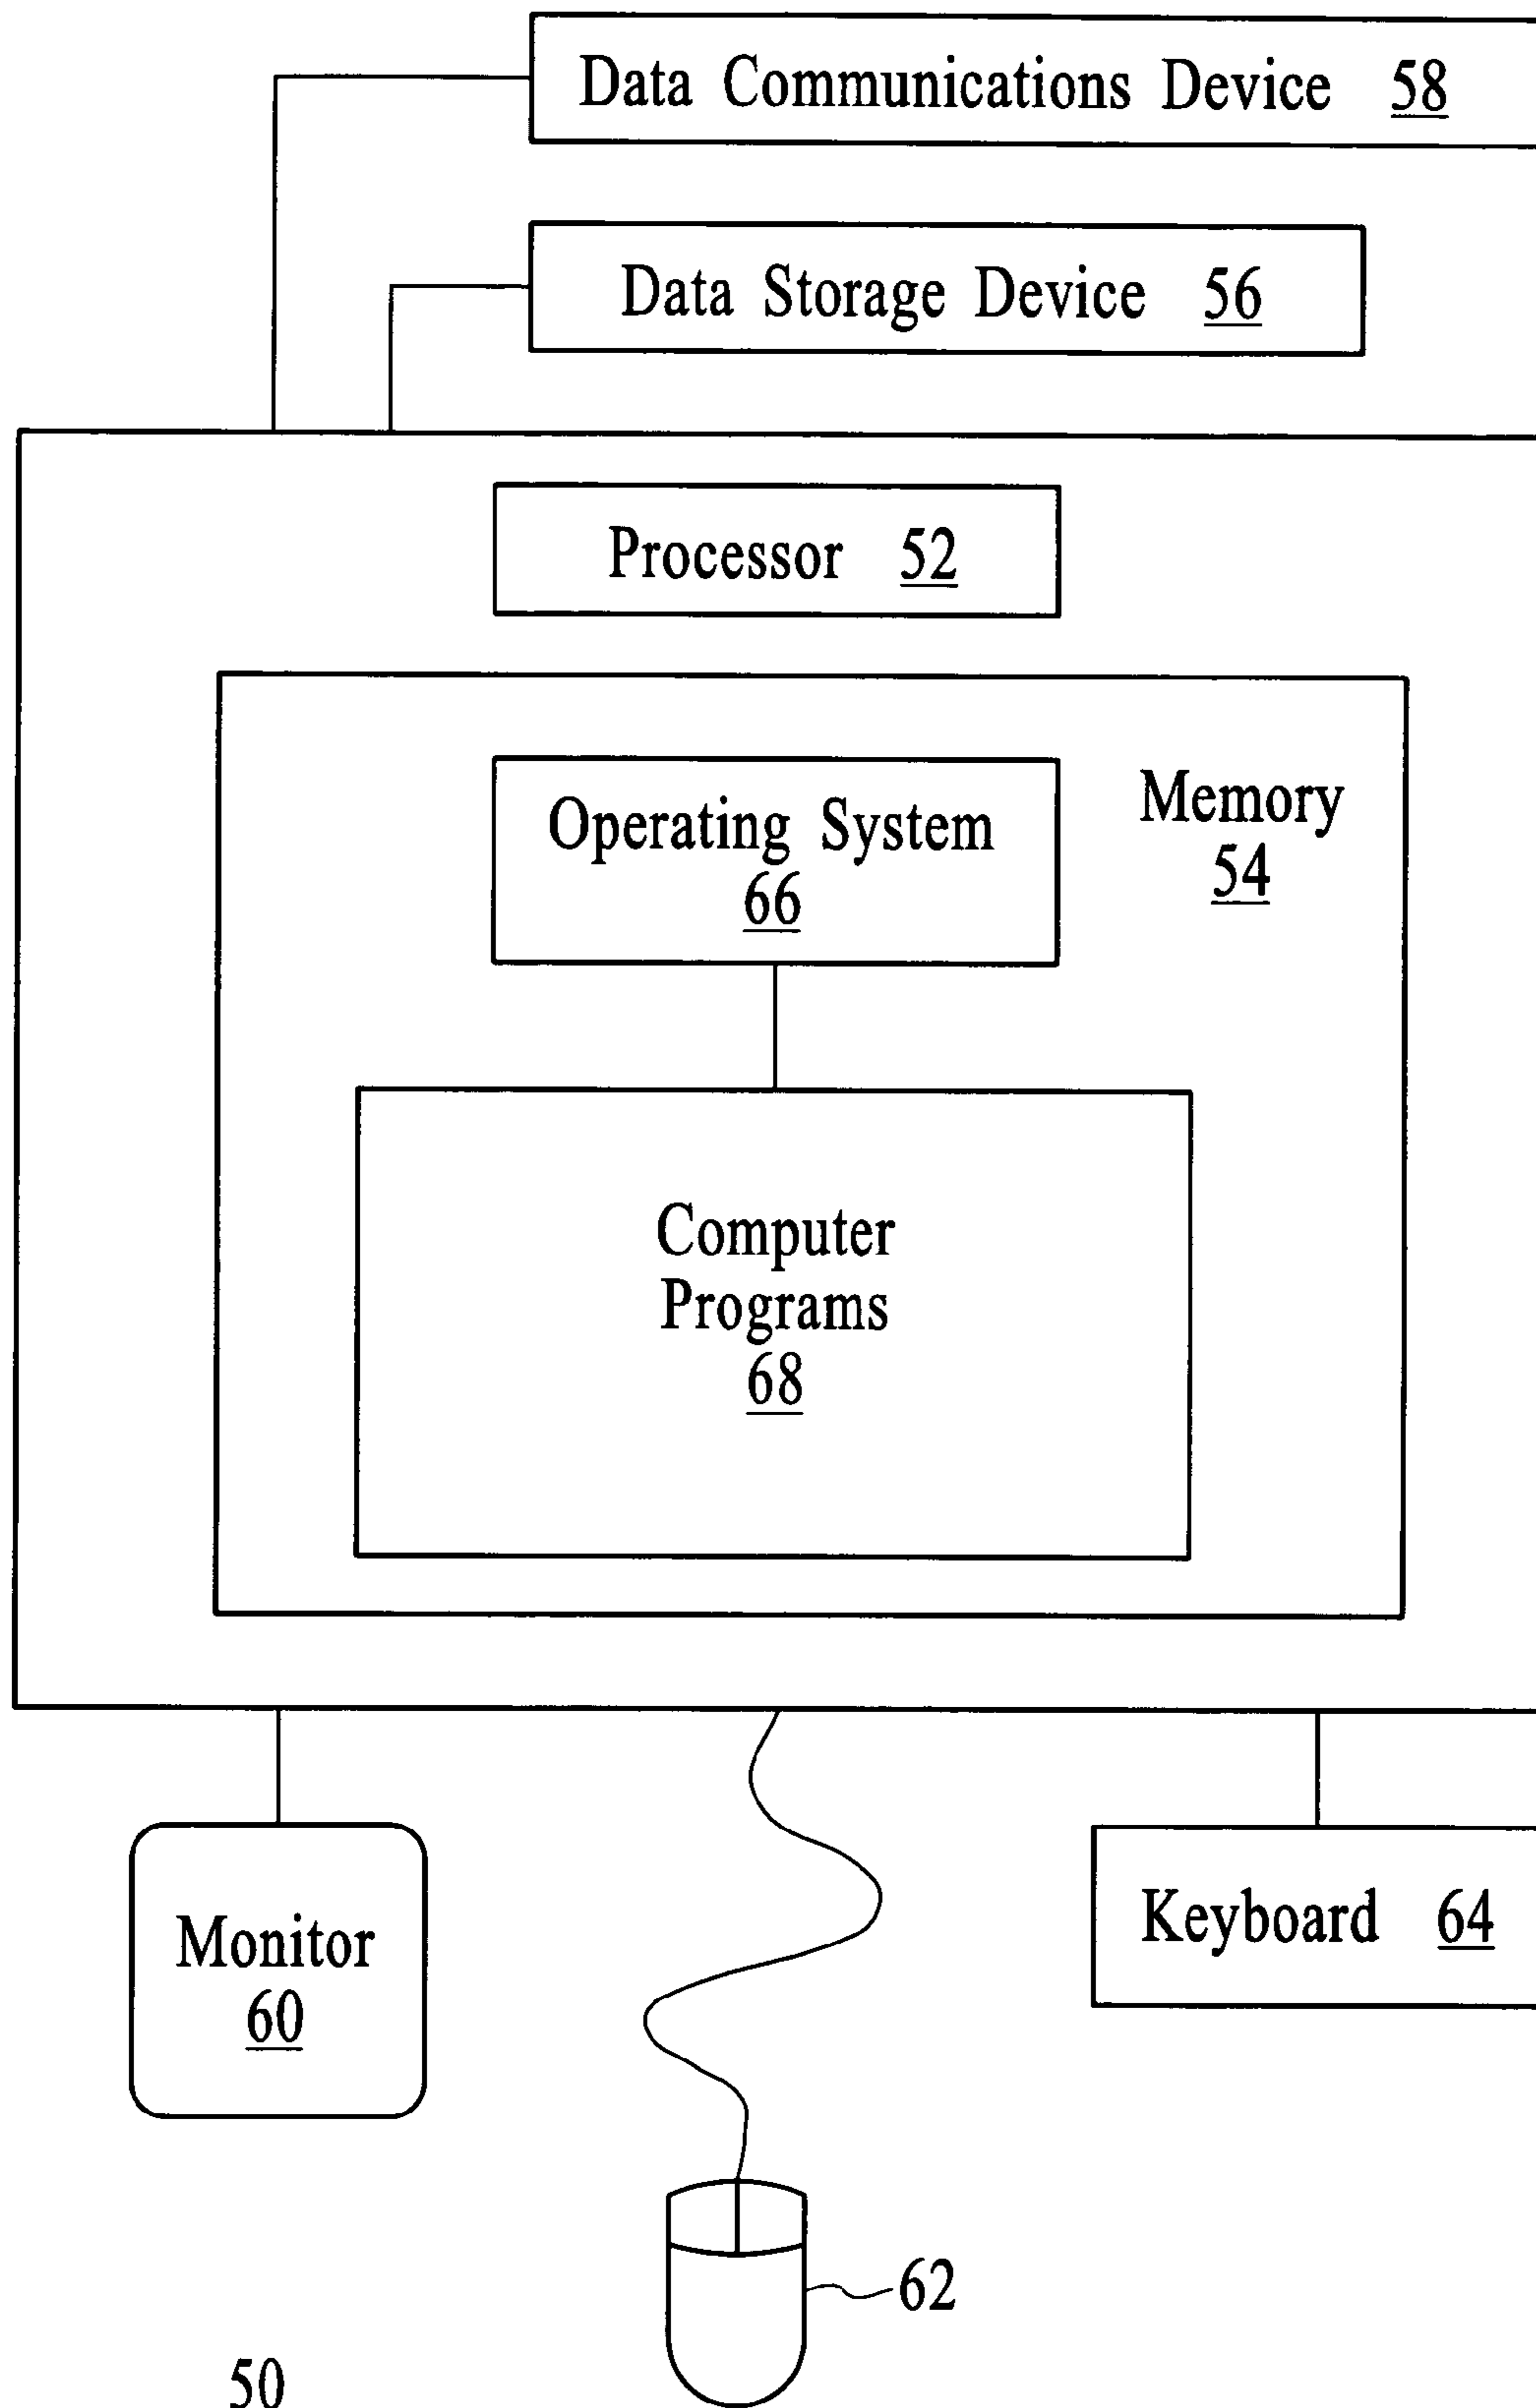 Data Communications Device 58
Data Storage Device 56
Processor 52
Memory
54
Operating System
66
Computer
Programs
68
Monitor
60
Keyboard 64
62
50